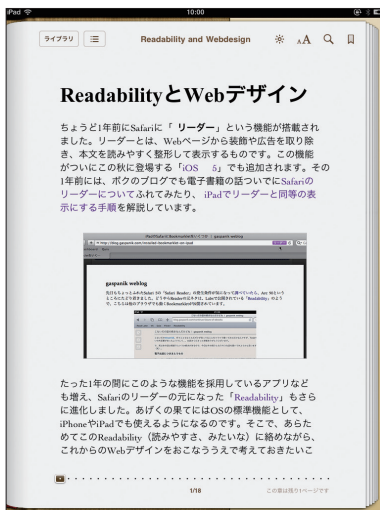 iPad 10:00
ライブラリ Readability and Webdesign AA
ReadabilityとWebデザイン
ちょうど1年前にSafariに「 リーダー」という機能が搭載され
ました。リーダーとは、Webページから装飾や広告を取り除
き、本文を読みやすく整形して表示するものです。この機能
がついにこの秋に登場する「iOS 5」でも追加されます。その
1年前には、ボクのブログでも電子書籍の話ついでにSafariの
リーダーについてふれてみたり、 iPadでリーダーと同等の表
示にする手順を解説しています。
gaspanik weblog
たった1年の間にこのような機能を採用しているアプリなど
も増え、Safariのリーダーの元になった「Readability」もさら
に進化しました。あげくの果てにはOSの標準機能として、
iPhoneやiPadでも使えるようになるのです。そこで、あらた
めてこのReadability（読みやすさ、みたいな）に絡めながら、
これからのWebデザインをおこなううえで考えておきたいこ
1/18 この章は残り1ページです